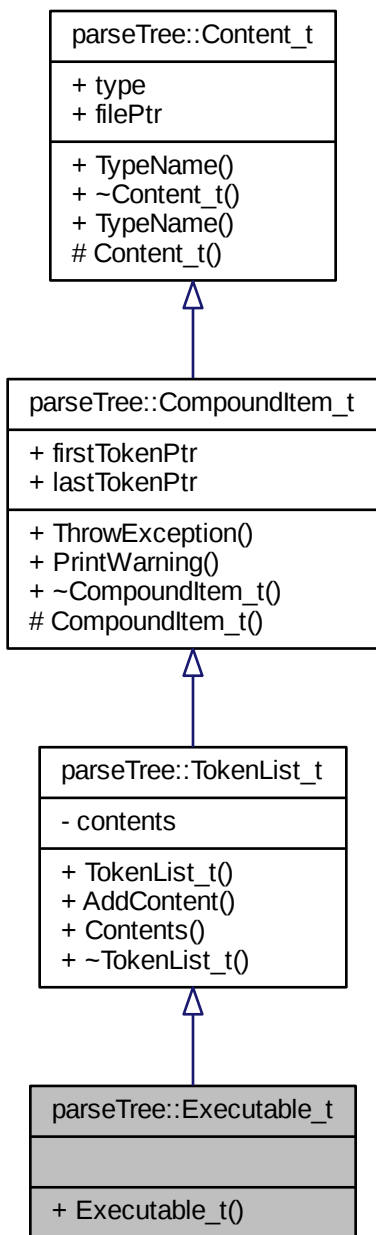 parseTree::Content_t
+ type
+ filePtr
+ TypeName()
+ ~Content_t()
+ TypeName()
# Content_t()
parseTree::CompoundItem_t
+ firstTokenPtr
+ lastTokenPtr
+ ThrowException()
+ PrintWarning()
+ ~CompoundItem_t()
# CompoundItem_t()
parseTree::TokenList_t
- contents
+ TokenList_t()
+ AddContent()
+ Contents()
+ ~TokenList_t()
parseTree::Executable_t
+ Executable_t()